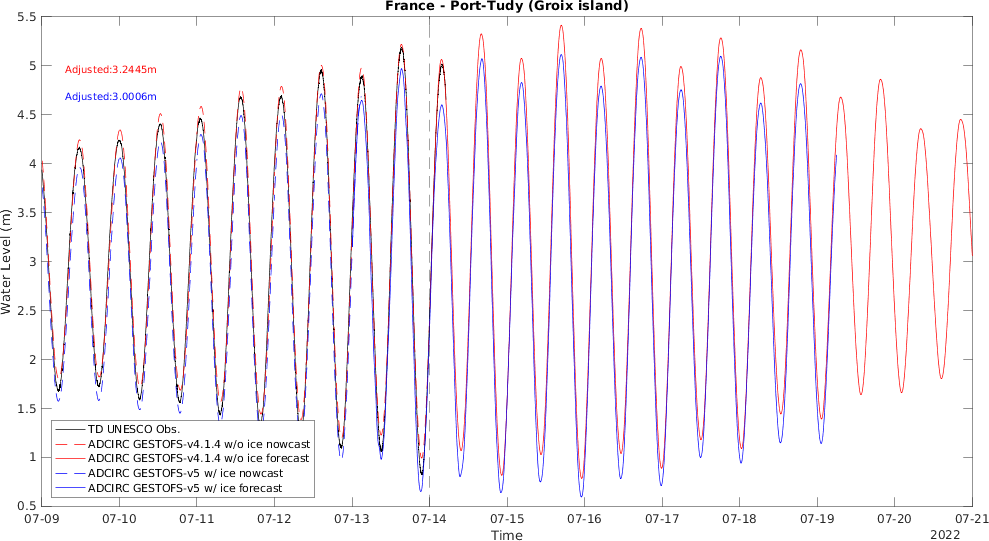 France - Port-Tudy (Groix island)
5.5
5
4.5
4
3.5
3
2.5
2
1.5
1
0.5
Water Level (m)
Adjusted:3.2445m
Adjusted:3.0006m
TD UNESCO Obs.
ADCIRC GESTOFS-v4.1.4 w/o ice nowcast
ADCIRC GESTOFS-v4.1.4 w/o ice forecast
ADCIRC GESTOFS-v5 w/ ice nowcast
ADCIRC GESTOFS-v5 w/ ice forecast
07-09 07-10 07-11 07-12 07-13 07-14 07-15 07-16 07-17 07-18 07-19 07-20 07-21
Time
2022